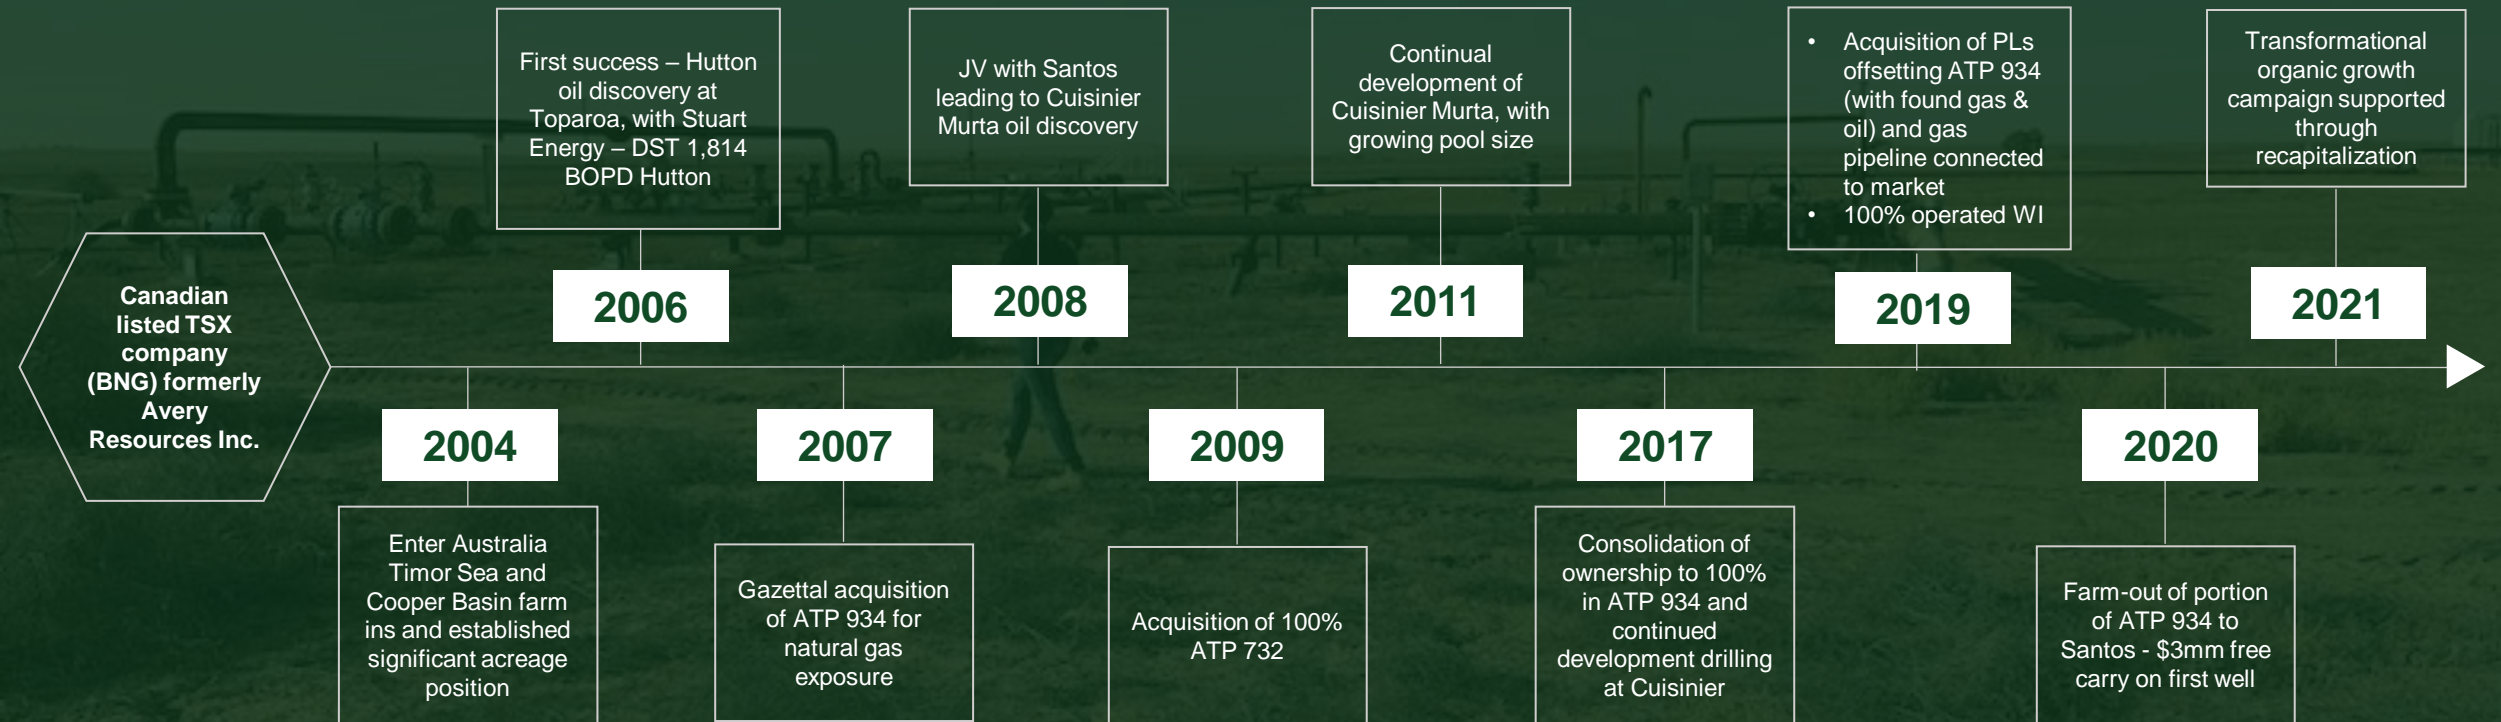 Canadian
listed TSX
company
(BNG) formerly
Avery
Resources Inc.
2004
Enter Australia
Timor Sea and
Cooper Basin farm
ins and established
significant acreage
position
First success – Hutton
oil discovery at
Toparoa, with Stuart
Energy – DST 1,814
BOPD Hutton
2006
2007
Gazettal acquisition
of ATP 934 for
natural gas
exposure
JV with Santos
leading to Cuisinier
Murta oil discovery
2008
2009
Acquisition of 100%
ATP 732
Continual
development of
Cuisinier Murta, with
growing pool size
2011
2017
Consolidation of
ownership to 100%
in ATP 934 and
continued
development drilling
at Cuisinier
• Acquisition of PLs
offsetting ATP 934
(with found gas &
oil) and gas
pipeline connected
to market
• 100% operated WI
2019
2020
Farm-out of portion
of ATP 934 to
Santos - $3mm free
carry on first well
Transformational
organic growth
campaign supported
through
recapitalization
2021